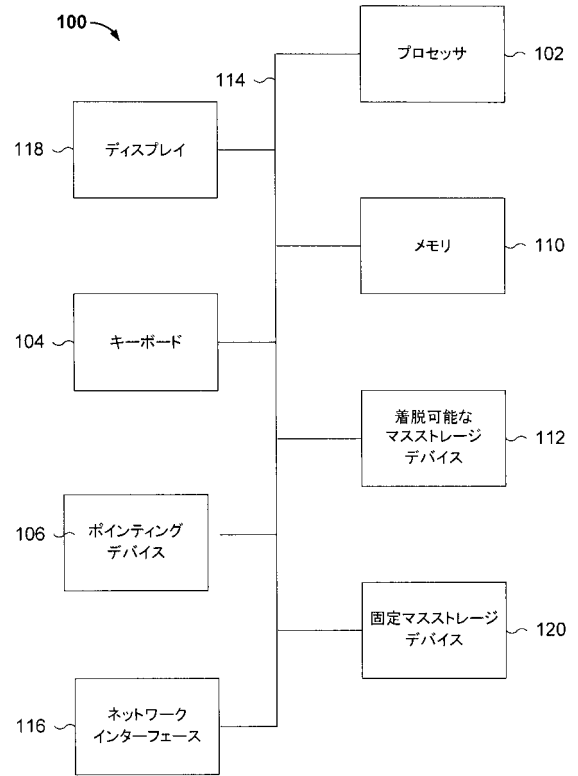 100
114
プロセッサ
102
118
ディスプレイ
メモリ
110
104
キーボード
着脱可能な
マスストレージ
デバイス
112
106
ポインティング
デバイス
固定マスストレージ
デバイス
120
116
ネットワーク
インターフェース